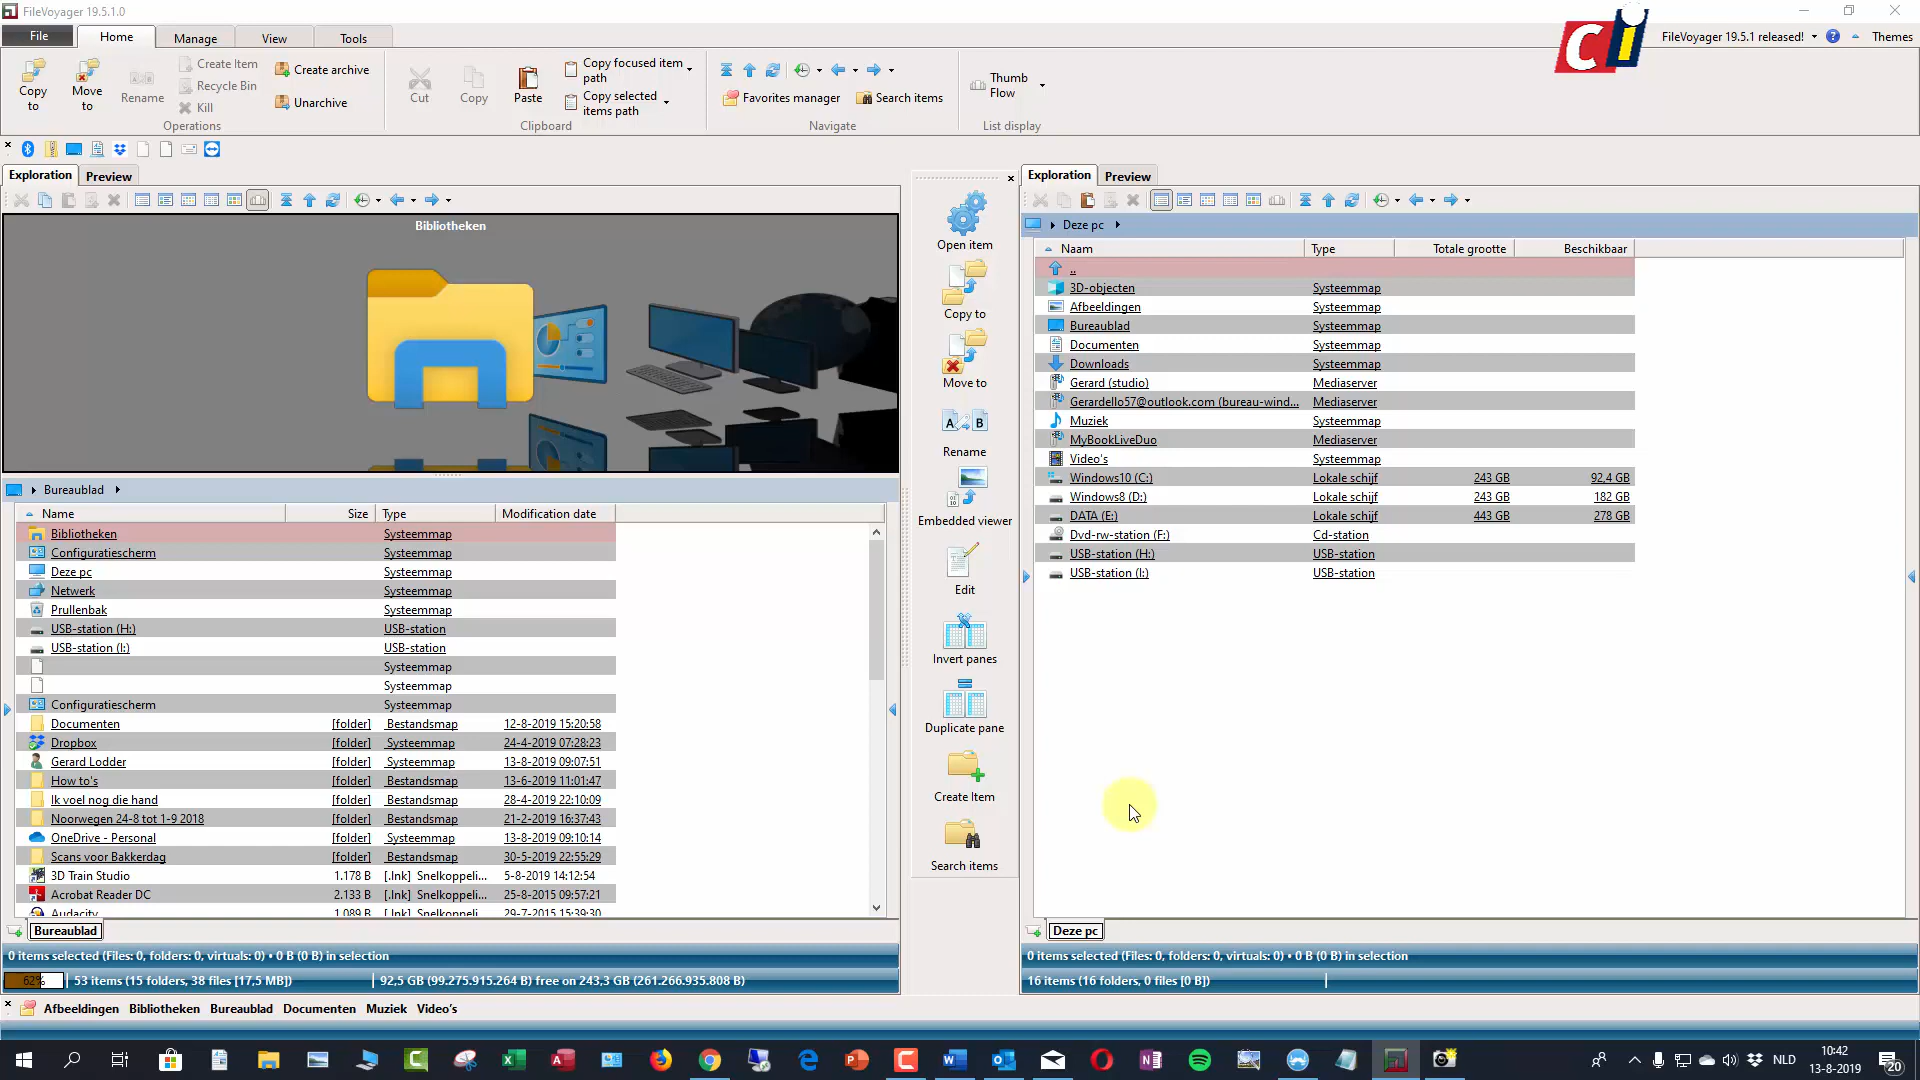 FileVoyager 19.5.1.0
File
Home
Manage
View
Tools
Ci
FileVoyager 19.5.1 released!
Themes
Copy to
Move to
Rename
Create Item
Recycle Bin
Kill
Create archive
Unarchive
Operations
Cut
Copy
Paste
Copy focused item path
Copy selected items path
Clipboard
Favorites manager
Search items
Navigate
Thumb Flow
List display
Exploration
Preview
Bibliotheken
Bureaublad
Name Size Type Modification date
Bibliotheken Systeemmap
Configuratiescherm Systeemmap
Deze pc Systeemmap
Netwerk Systeemmap
Prullenbak Systeemmap
USB-station (H:) USB-station
USB-station (I:) USB-station
Systeemmap
Systeemmap
Configuratiescherm Systeemmap
Documenten [folder] Bestandsmap 12-8-2019 15:20:58
Dropbox [folder] Systeemmap 24-4-2019 07:28:23
Gerard Lodder [folder] Systeemmap 13-8-2019 09:07:51
How to's [folder] Bestandsmap 13-6-2019 11:01:47
Ik voel nog die hand [folder] Bestandsmap 28-4-2019 22:10:09
Noorwegen 24-8 tot 1-9 2018 [folder] Bestandsmap 21-2-2019 16:37:43
OneDrive - Personal [folder] Systeemmap 13-8-2019 09:10:14
Scans voor Bakkerdag [folder] Bestandsmap 30-5-2019 22:55:29
3D Train Studio 1.178 B [.lnk] Snelkoppeli... 5-8-2019 14:12:54
Acrobat Reader DC 2.133 B [.lnk] Snelkoppeli... 25-8-2015 09:57:21
Audacity 1.089 B [.lnk] Snelkoppeli... 29-7-2015 15:39:30
Bureaublad
0 items selected (Files: 0, folders: 0, virtuals: 0) • 0 B (0 B) in selection
62% 53 items (15 folders, 38 files [17,5 MB]) 92,5 GB (99.275.915.264 B) free on 243,3 GB (261.266.935.808 B)
Open item
Copy to
Move to
A B
Rename
Embedded viewer
Edit
Invert panes
Duplicate pane
Create Item
Search items
Exploration
Preview
Deze pc
Naam Type Totale grootte Beschikbaar
..
3D-objecten Systeemmap
Afbeeldingen Systeemmap
Bureaublad Systeemmap
Documenten Systeemmap
Downloads Systeemmap
Gerard (studio) Mediaserver
Gerardello57@outlook.com (bureau-wind... Mediaserver
Muziek Systeemmap
MyBookLiveDuo Mediaserver
Video's Systeemmap
Windows10 (C:) Lokale schijf 243 GB 92,4 GB
Windows8 (D:) Lokale schijf 243 GB 182 GB
DATA (E:) Lokale schijf 443 GB 278 GB
Dvd-rw-station (F:) Cd-station
USB-station (H:) USB-station
USB-station (I:) USB-station
Deze pc
0 items selected (Files: 0, folders: 0, virtuals: 0) • 0 B (0 B) in selection
16 items (16 folders, 0 files [0 B])
Afbeeldingen Bibliotheken Bureaublad Documenten Muziek Video's
NLD
10:42
13-8-2019
20